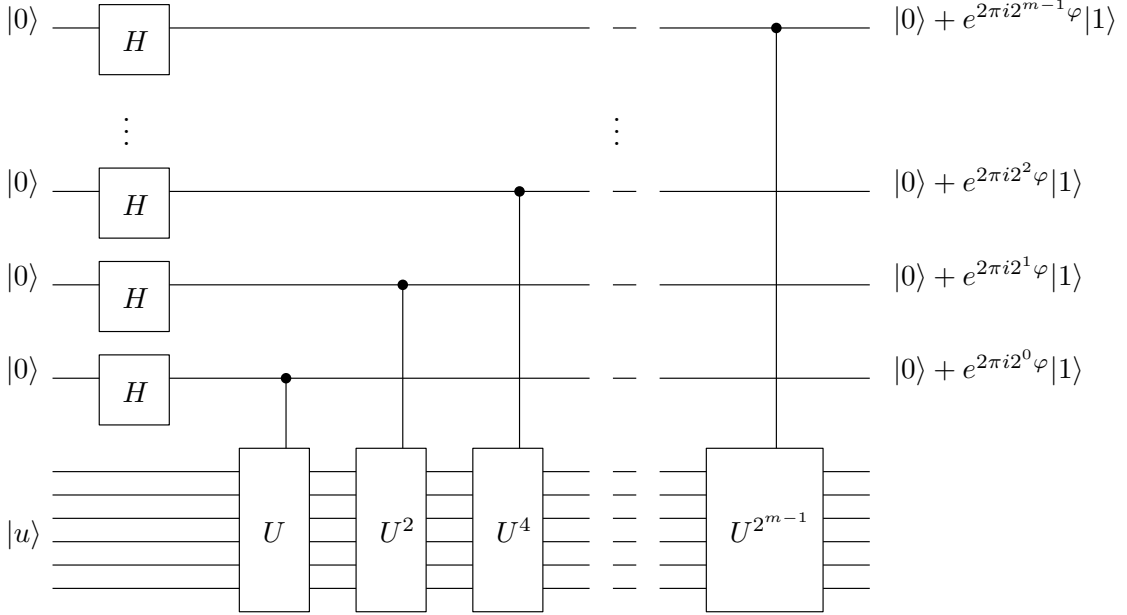 |0⟩ H |0⟩ + e^{2πi2^{m−1}φ}|1⟩
⋮ ⋮
|0⟩ H |0⟩ + e^{2πi2^2φ}|1⟩
|0⟩ H |0⟩ + e^{2πi2^1φ}|1⟩
|0⟩ H |0⟩ + e^{2πi2^0φ}|1⟩
|u⟩ U U^2 U^4 U^{2^{m−1}}